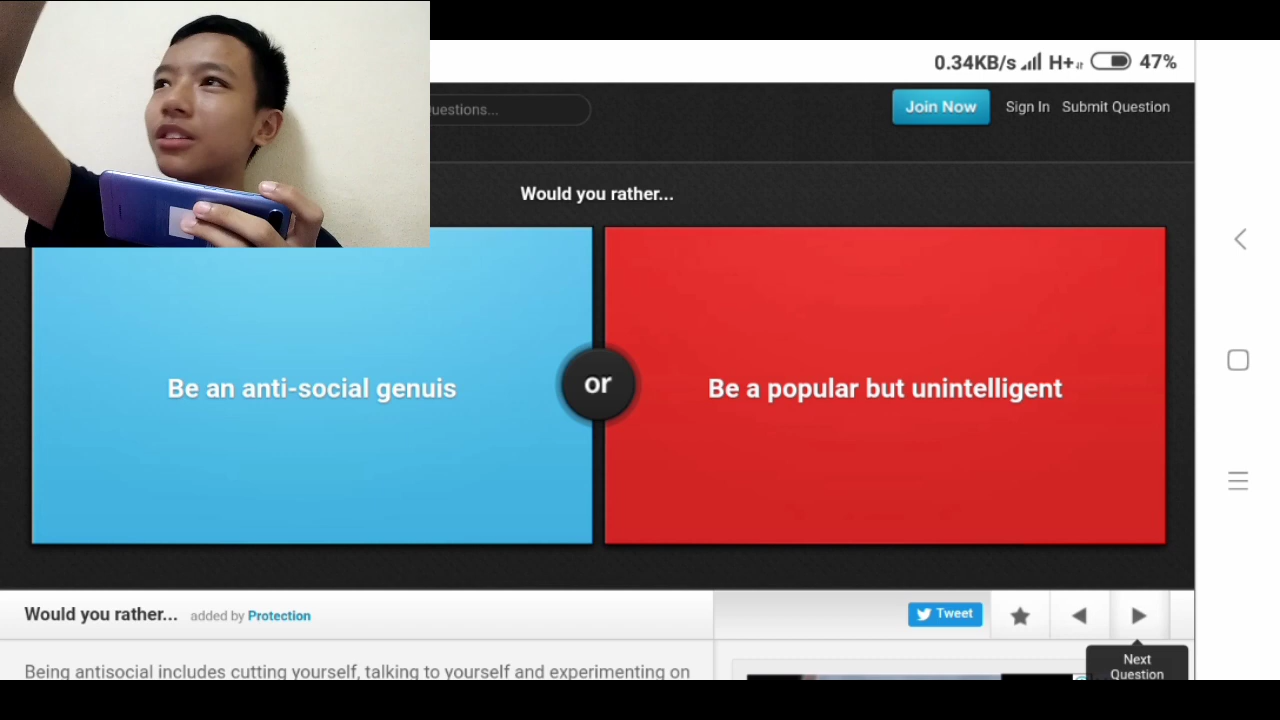 0.34KB/s H+ 47%
uestions...
Join Now Sign In Submit Question
Would you rather...
Be an anti-social genuis
or
Be a popular but unintelligent
Would you rather... added by Protection
Tweet
Next
Question
Being antisocial includes cutting yourself, talking to yourself and experimenting on